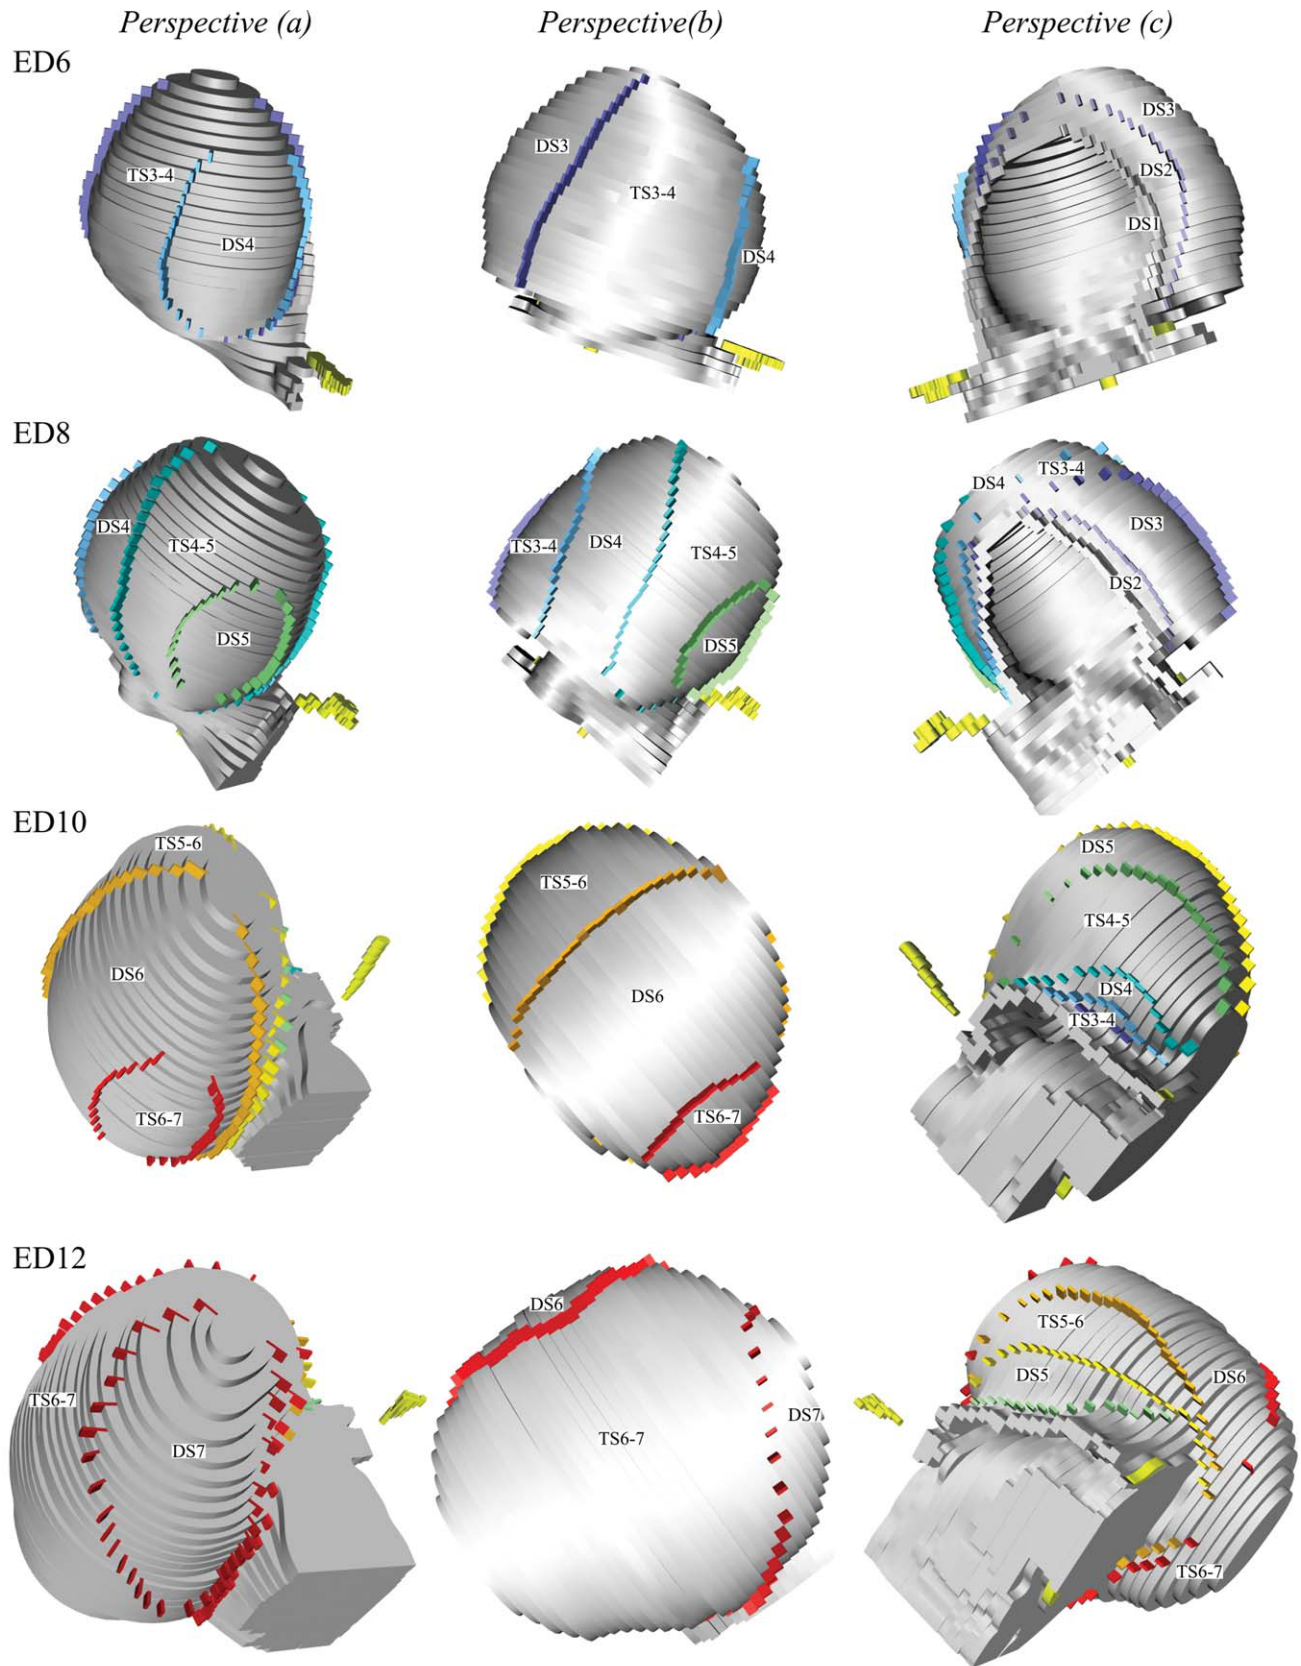 Perspective (a) Perspective(b) Perspective (c)
ED6
TS3-4
DS4
DS3
TS3-4
DS4
DS3
DS2
DS1
ED8
DS4
TS4-5
DS5
TS3-4
DS4
TS4-5
DS5
TS3-4
DS4
DS3
DS2
ED10
TS5-6
DS6
TS6-7
TS5-6
DS6
TS6-7
DS5
TS4-5
DS4
TS3-4
ED12
TS6-7
DS7
DS6
TS6-7
DS7
TS5-6
DS5
DS6
TS6-7